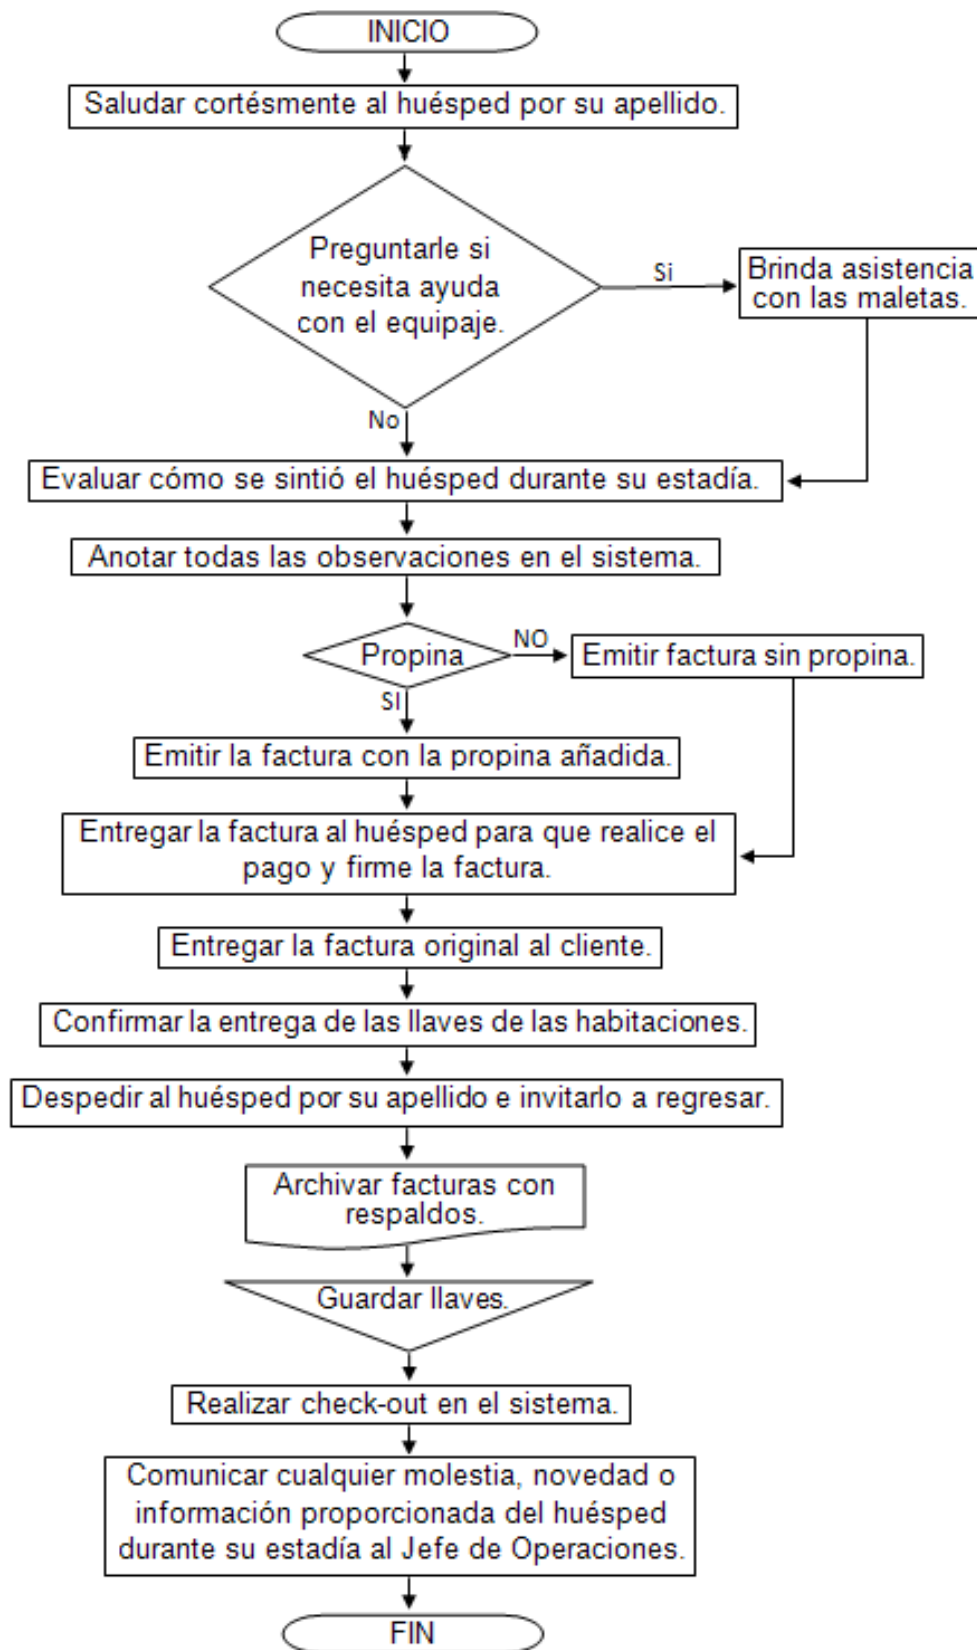 INICIO
Saludar cortésmente al huésped por su apellido.
Preguntarle si
necesita ayuda
con el equipaje.
Si
Brinda asistencia
con las maletas.
No
Evaluar cómo se sintió el huésped durante su estadía.
Anotar todas las observaciones en el sistema.
Propina
NO
Emitir factura sin propina.
SI
Emitir la factura con la propina añadida.
Entregar la factura al huésped para que realice el
pago y firme la factura.
Entregar la factura original al cliente.
Confirmar la entrega de las llaves de las habitaciones.
Despedir al huésped por su apellido e invitarlo a regresar.
Archivar facturas con
respaldos.
Guardar llaves.
Realizar check-out en el sistema.
Comunicar cualquier molestia, novedad o
información proporcionada del huésped
durante su estadía al Jefe de Operaciones.
FIN